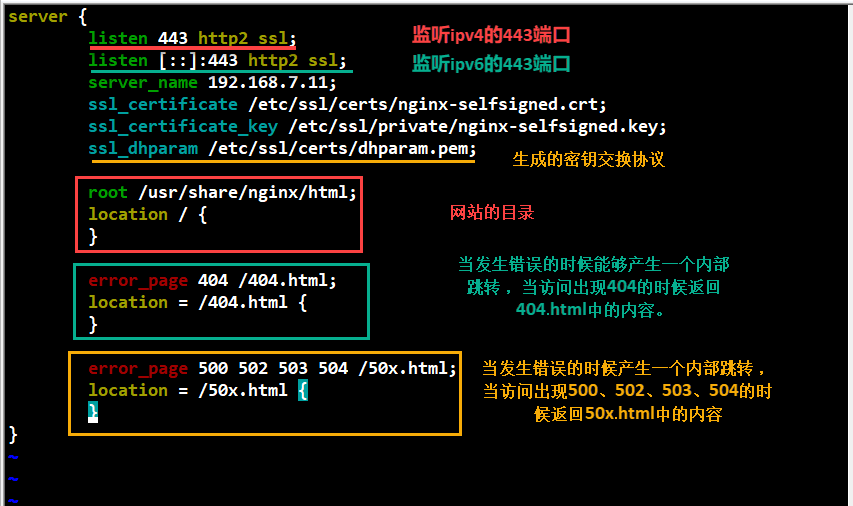 server {
listen 443 http2 ssl;
监听ipv4的443端口
listen [::]:443 http2 ssl;
监听ipv6的443端口
server_name 192.168.7.11;
ssl_certificate /etc/ssl/certs/nginx-selfsigned.crt;
ssl_certificate_key /etc/ssl/private/nginx-selfsigned.key;
ssl_dhparam /etc/ssl/certs/dhparam.pem;
生成的密钥交换协议
root /usr/share/nginx/html;
location / {
}
网站的目录
error_page 404 /404.html;
location = /404.html {
}
当发生错误的时候能够产生一个内部
跳转，当访问出现404的时候返回
404.html中的内容。
error_page 500 502 503 504 /50x.html;
location = /50x.html {
}
当发生错误的时候产生一个内部跳转，
当访问出现500、502、503、504的时
候返回50x.html中的内容
}
~
~
~